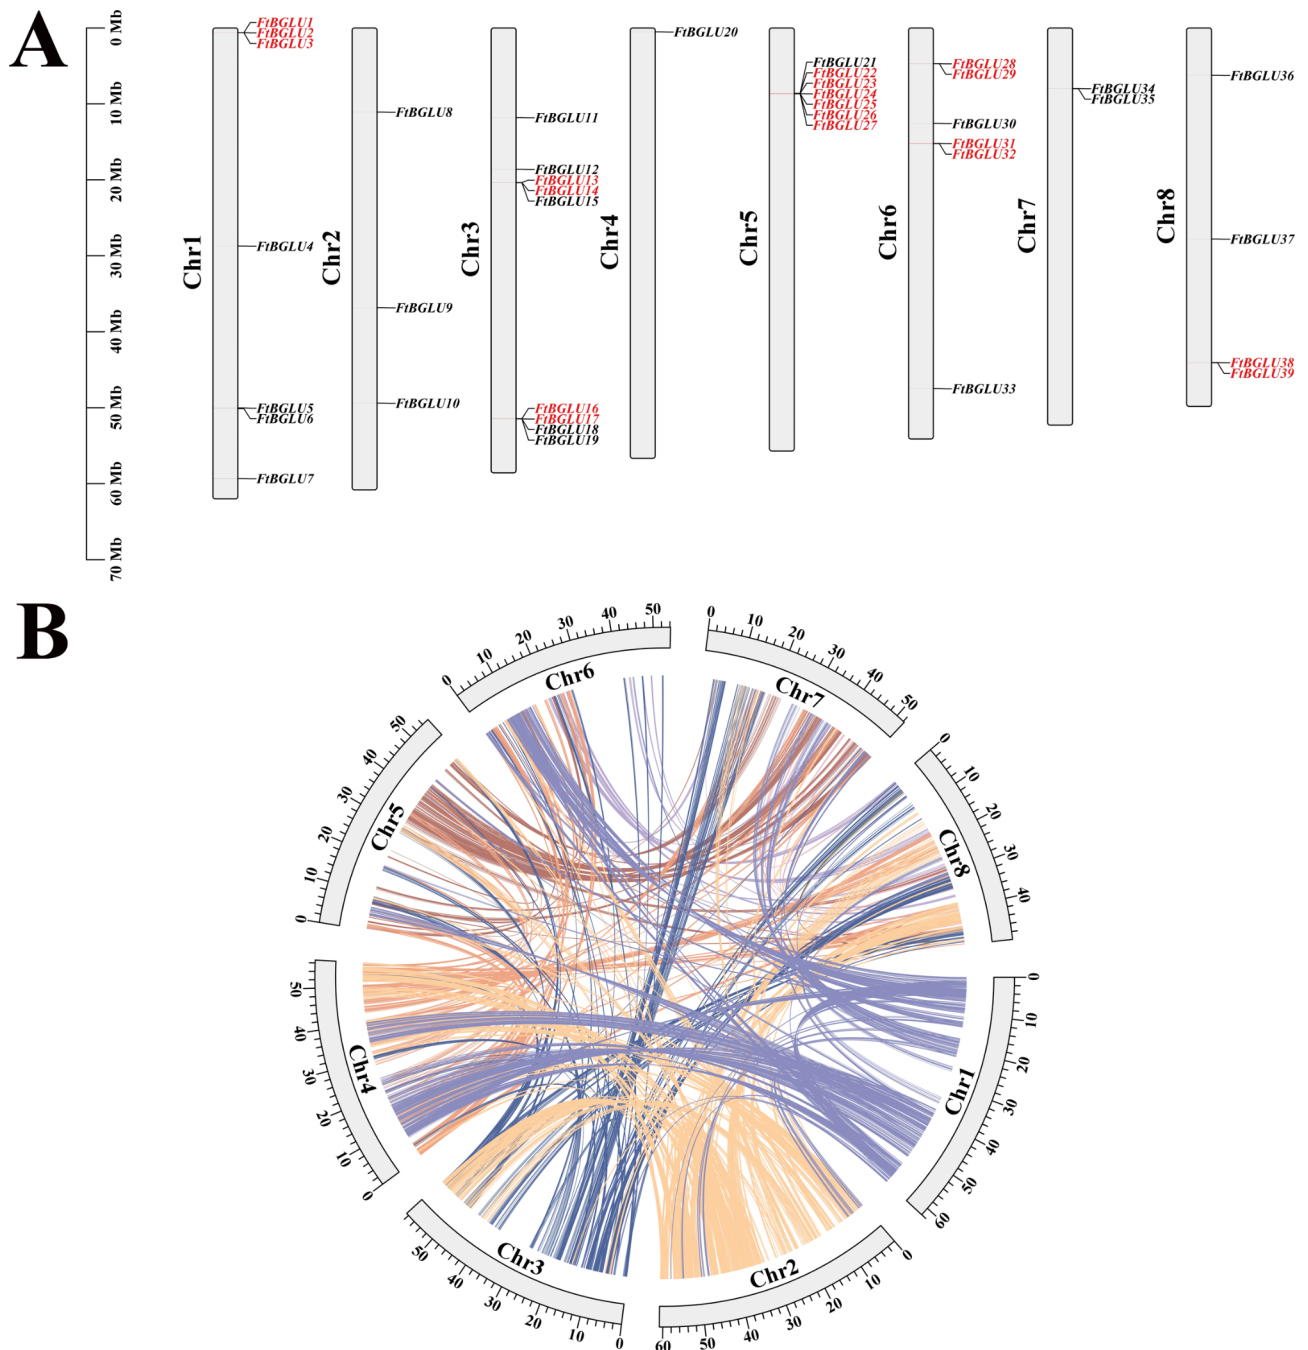 A
0 Mb
10 Mb
20 Mb
30 Mb
40 Mb
50 Mb
60 Mb
70 Mb
Chr1
FtBGLU1
FtBGLU2
FtBGLU3
FtBGLU4
FtBGLU5
FtBGLU6
FtBGLU7
Chr2
FtBGLU8
FtBGLU9
FtBGLU10
Chr3
FtBGLU11
FtBGLU12
FtBGLU13
FtBGLU14
FtBGLU15
FtBGLU16
FtBGLU17
FtBGLU18
FtBGLU19
Chr4
FtBGLU20
Chr5
FtBGLU21
FtBGLU22
FtBGLU23
FtBGLU24
FtBGLU25
FtBGLU26
FtBGLU27
Chr6
FtBGLU28
FtBGLU29
FtBGLU30
FtBGLU31
FtBGLU32
FtBGLU33
Chr7
FtBGLU34
FtBGLU35
Chr8
FtBGLU36
FtBGLU37
FtBGLU38
FtBGLU39
B
Chr6
0 10 20 30 40 50
Chr7
0 10 20 30 40 50
Chr8
0 10 20 30 40
Chr1
0 10 20 30 40 50 60
Chr2
0 10 20 30 40 50 60
Chr3
0 10 20 30 40 50
Chr4
0 10 20 30 40 50
Chr5
0 10 20 30 40 50